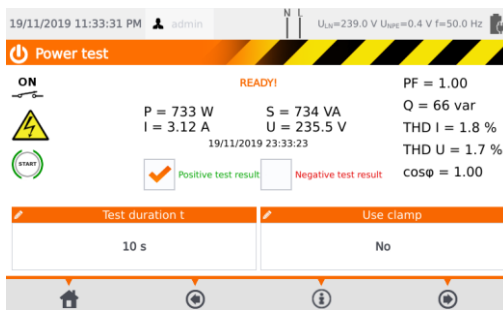 19/11/2019 11:33:31 PM admin N L ULN=239.0 V UNPE=0.4 V f=50.0 Hz
Power test
ON
READY!
P = 733 W S = 734 VA
I = 3.12 A U = 235.5 V
19/11/2019 23:33:23
START
Positive test result Negative test result
PF = 1.00
Q = 66 var
THD I = 1.8 %
THD U = 1.7 %
cosφ = 1.00
Test duration t Use clamp
10 s No